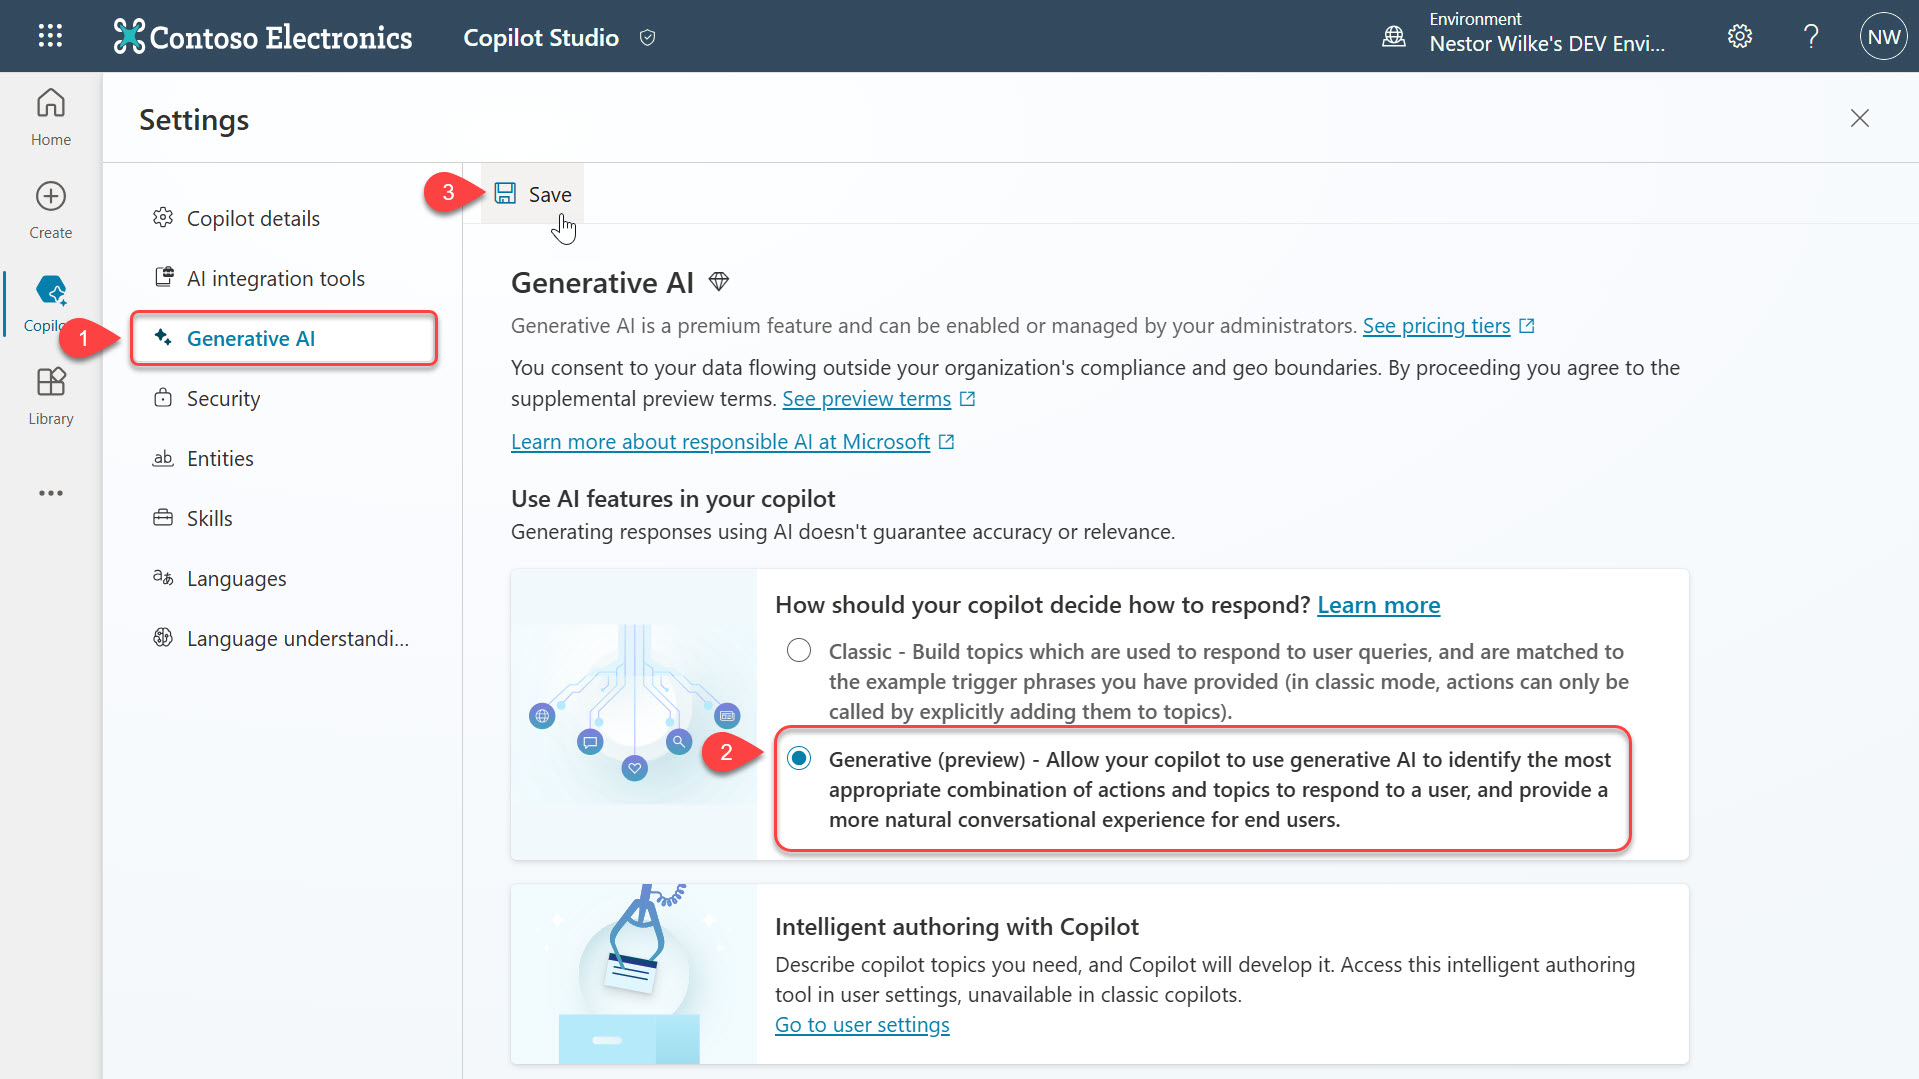 Contoso Electronics
Copilot Studio
Environment
Nestor Wilke's DEV Envi...
NW
Home
Create
Library
Settings
Copilot details
AI integration tools
1
Generative AI
Security
Entities
Skills
Languages
Language understandi...
3
Save
Generative AI
Generative AI is a premium feature and can be enabled or managed by your administrators. See pricing tiers
You consent to your data flowing outside your organization's compliance and geo boundaries. By proceeding you agree to the
supplemental preview terms. See preview terms
Learn more about responsible AI at Microsoft
Use AI features in your copilot
Generating responses using AI doesn't guarantee accuracy or relevance.
How should your copilot decide how to respond? Learn more
Classic - Build topics which are used to respond to user queries, and are matched to
the example trigger phrases you have provided (in classic mode, actions can only be
called by explicitly adding them to topics).
2
Generative (preview) - Allow your copilot to use generative AI to identify the most
appropriate combination of actions and topics to respond to a user, and provide a
more natural conversational experience for end users.
Intelligent authoring with Copilot
Describe copilot topics you need, and Copilot will develop it. Access this intelligent authoring
tool in user settings, unavailable in classic copilots.
Go to user settings